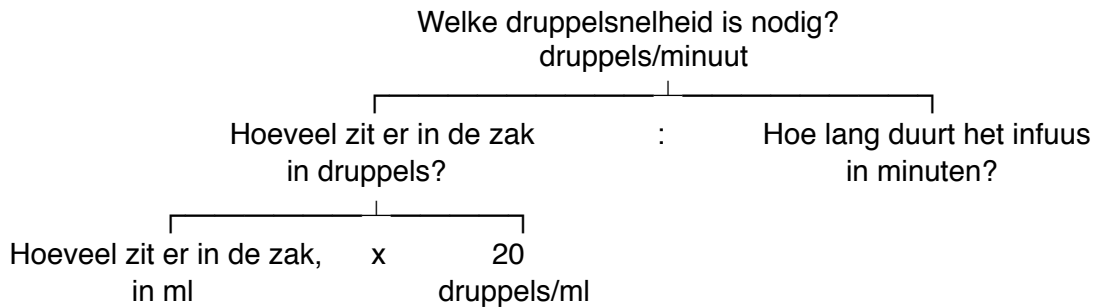 Welke druppelsnelheid is nodig?
druppels/minuut
Hoeveel zit er in de zak : Hoe lang duurt het infuus
in druppels? in minuten?
Hoeveel zit er in de zak, x 20
in ml druppels/ml